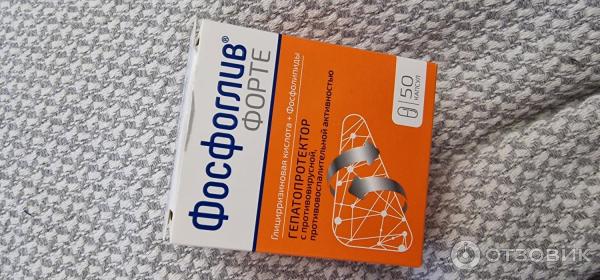 Фосфоглив®
ФОРТЕ
Глицирризиновая кислота + Фосфолипиды
ГЕПАТОПРОТЕКТОР
с противовирусной,
противовоспалительной активностью
50
КАПСУЛ
ОТЗОВИК